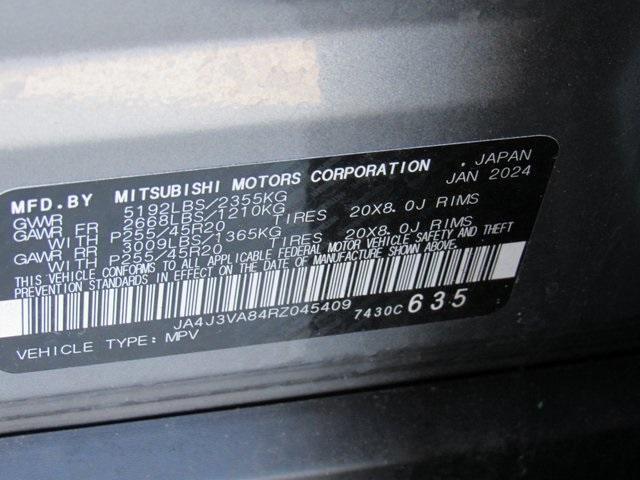 MFD.BY MITSUBISHI MOTORS CORPORATION, JAPAN
GVWR 5192LBS/2355KG JAN 2024
GAWR FR 2668LBS/1210KG
WITH P255/45R20 TIRES 20X8.0J RIMS
GAWR RR 3009LBS/1365KG
WITH P255/45R20 TIRES 20X8.0J RIMS
THIS VEHICLE CONFORMS TO ALL APPLICABLE FEDERAL MOTOR VEHICLE SAFETY AND THEFT
PREVENTION STANDARDS IN EFFECT ON THE DATE OF MANUFACTURE SHOWN ABOVE.
JA4J3VA84RZ045409 7430C 635
VEHICLE TYPE: MPV